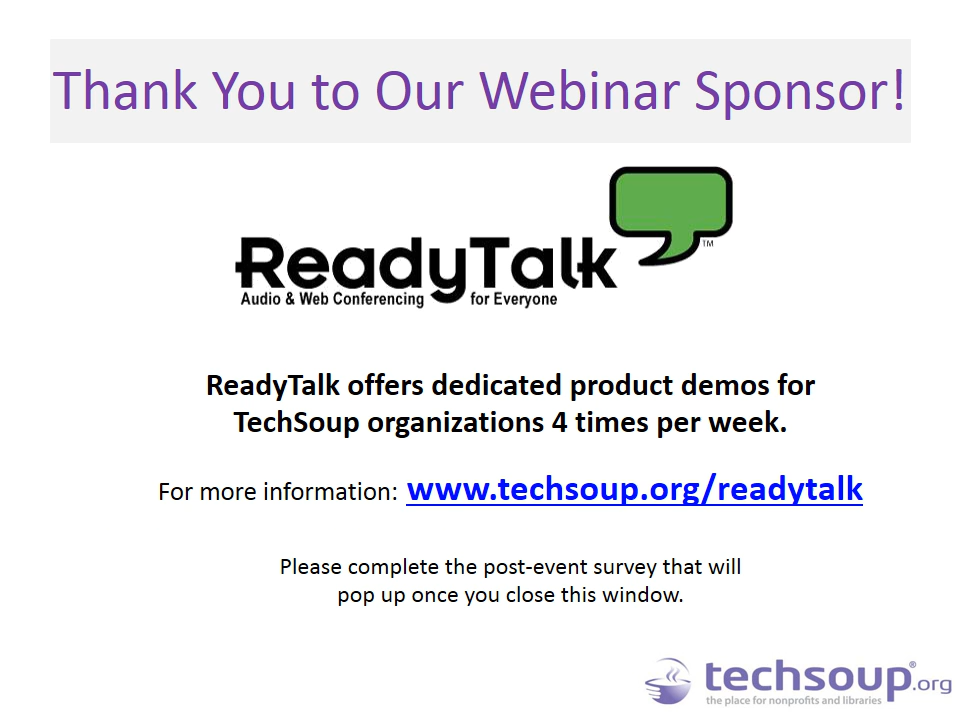 Thank You to Our Webinar Sponsor!
ReadyTalk™
Audio & Web Conferencing for Everyone
ReadyTalk offers dedicated product demos for
TechSoup organizations 4 times per week.
For more information: www.techsoup.org/readytalk
Please complete the post-event survey that will
pop up once you close this window.
techsoup®.org
the place for nonprofits and libraries